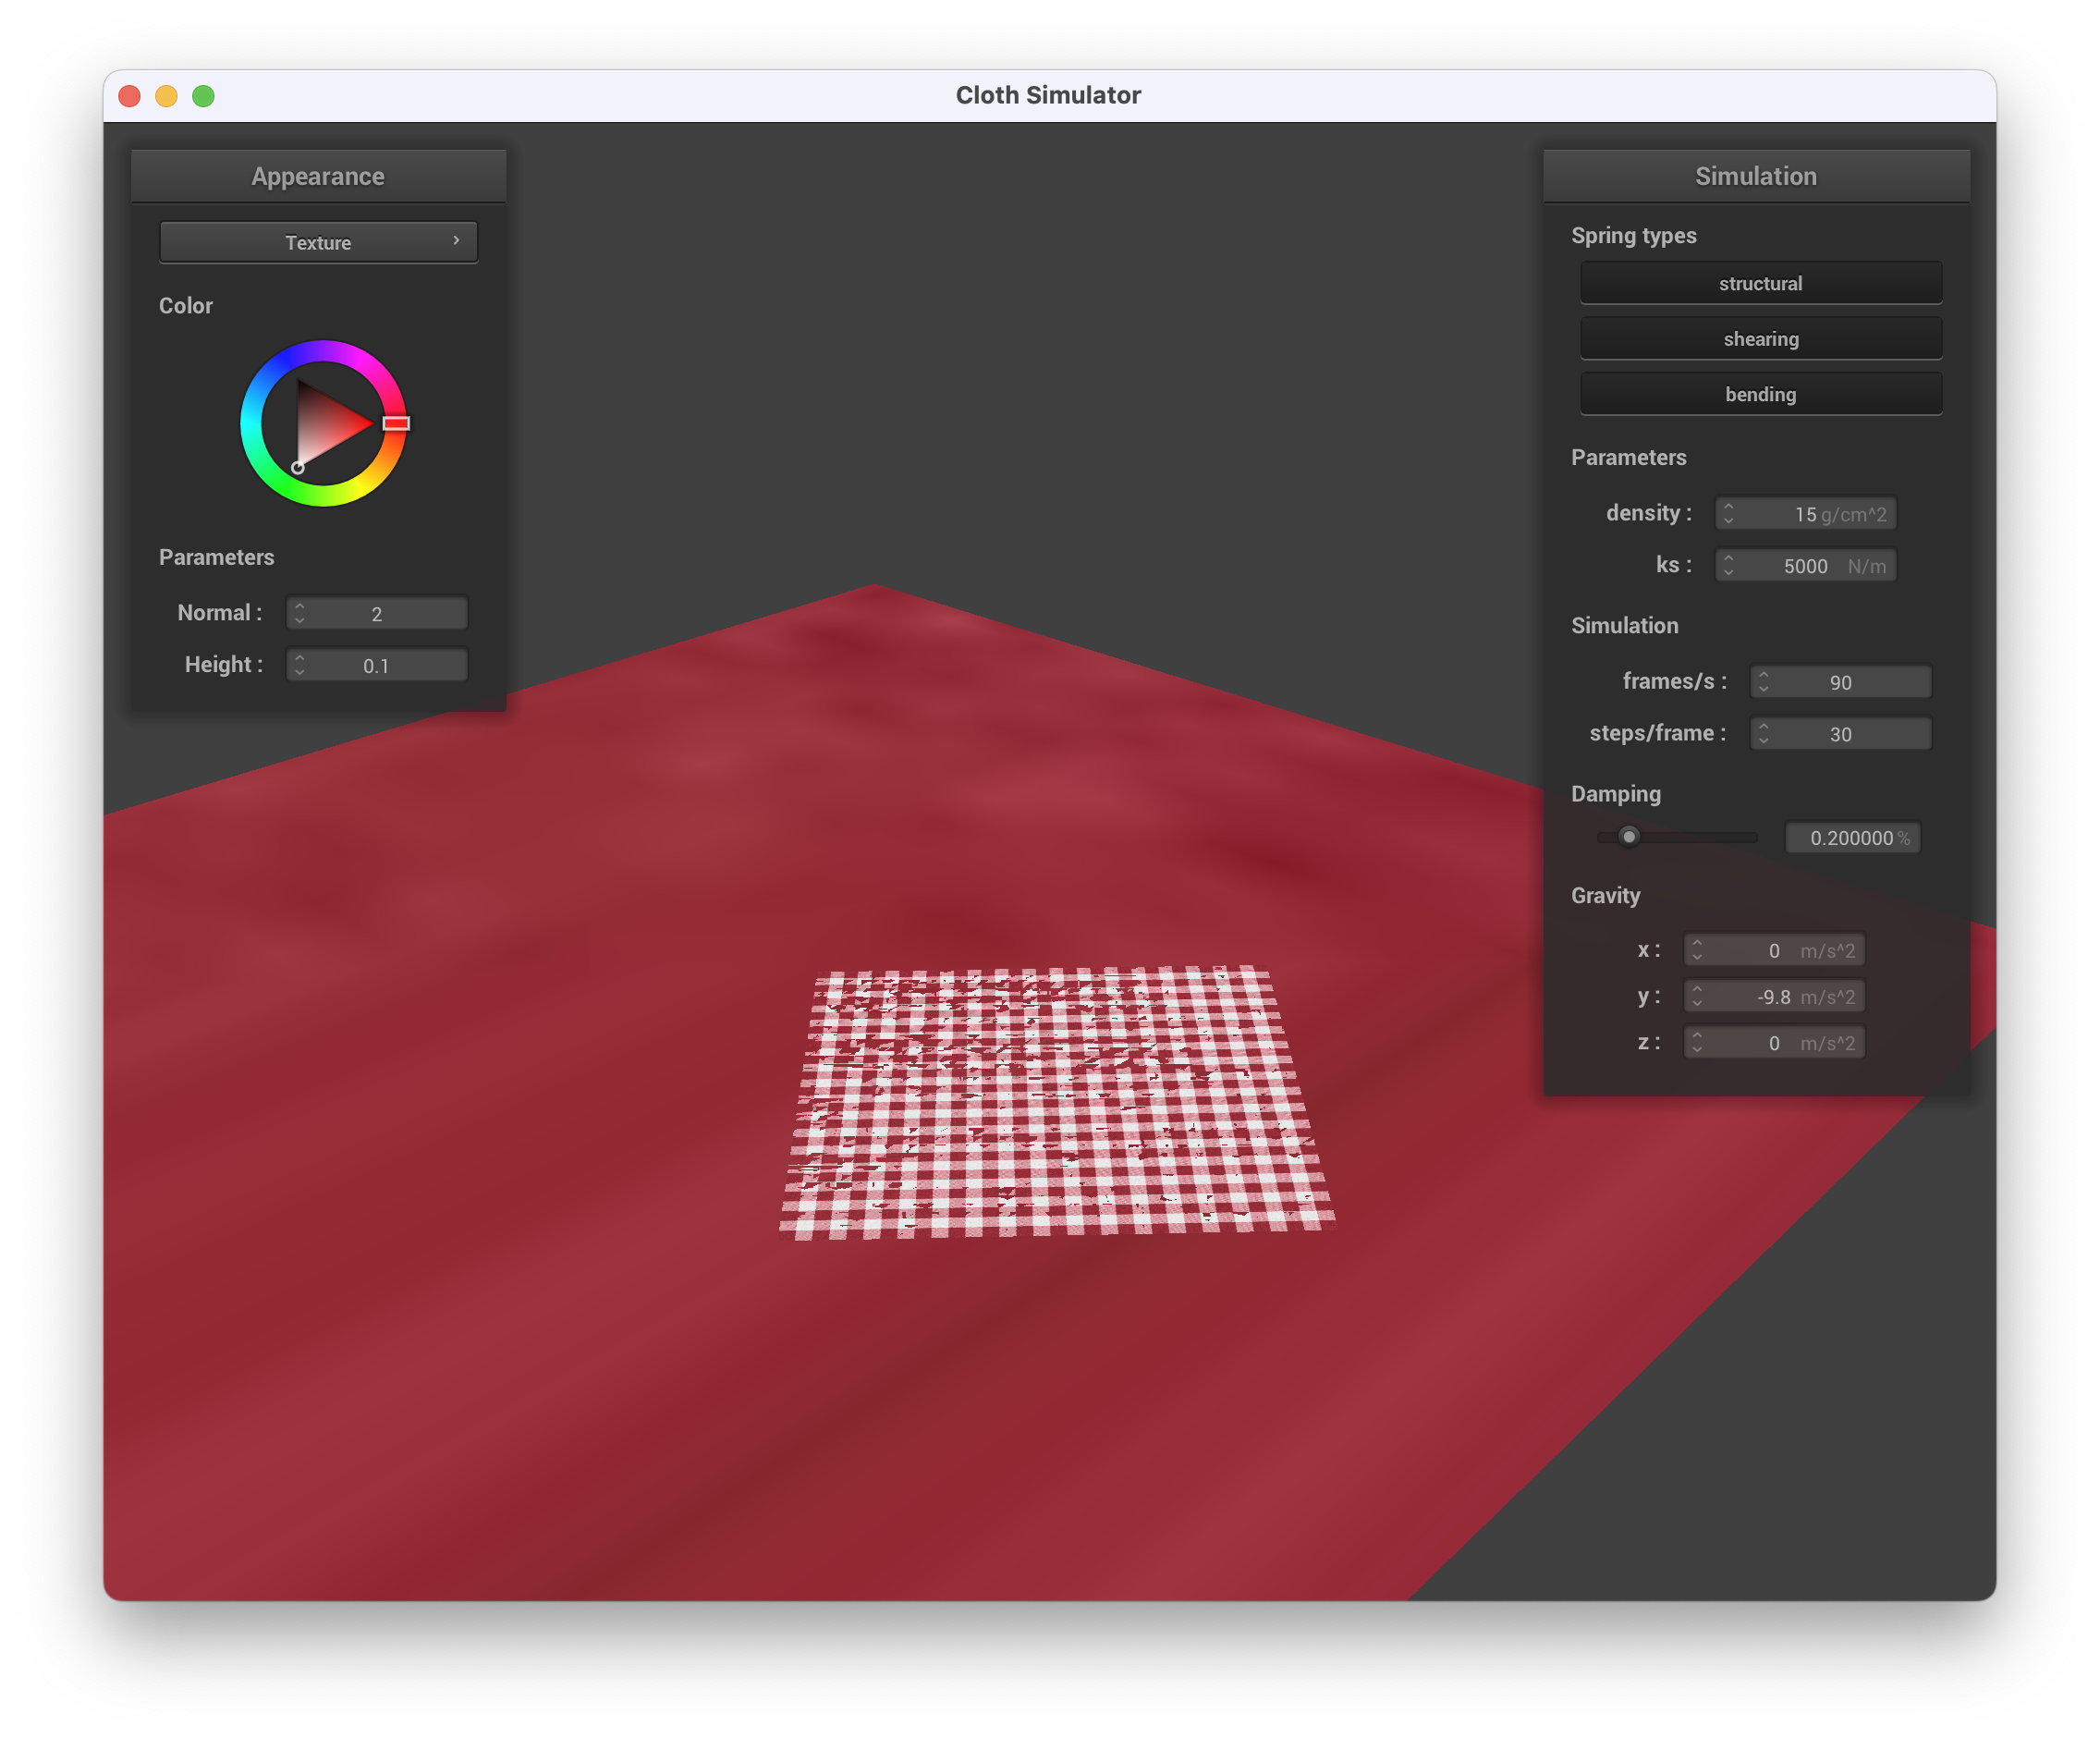 Cloth Simulator
Appearance
Texture
Color
Parameters
Normal : 2
Height : 0.1
Simulation
Spring types
structural
shearing
bending
Parameters
density : 15 g/cm^2
ks : 5000 N/m
Simulation
frames/s : 90
steps/frame : 30
Damping
0.200000 %
Gravity
x : 0 m/s^2
y : -9.8 m/s^2
z : 0 m/s^2